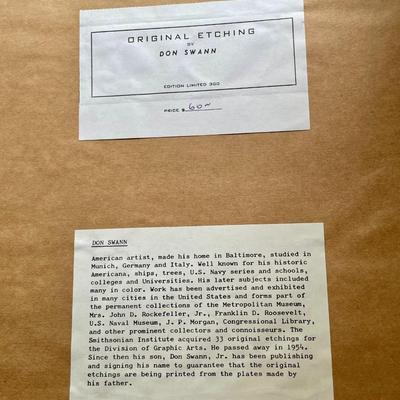 ORIGINAL ETCHING
BY
DON SWANN
EDITION LIMITED 300
PRICE $ 60~
DON SWANN
American artist, made his home in Baltimore, studied in
Munich, Germany and Italy. Well known for his historic
Americana, ships, trees, U.S. Navy series and schools,
colleges and Universities. His later subjects included
many in color. Work has been advertised and exhibited
in many cities in the United States and forms part of
the permanent collections of the Metropolitan Museum,
Mrs. John D. Rockefeller, Jr., Franklin D. Roosevelt,
U.S. Naval Museum, J. P. Morgan, Congressional Library,
and other prominent collectors and connoisseurs. The
Smithsonian Institute acquired 33 original etchings for
the Division of Graphic Arts. He passed away in 1954.
Since then his son, Don Swann, Jr. has been publishing
and signing his name to guarantee that the original
etchings are being printed from the plates made by
his father.